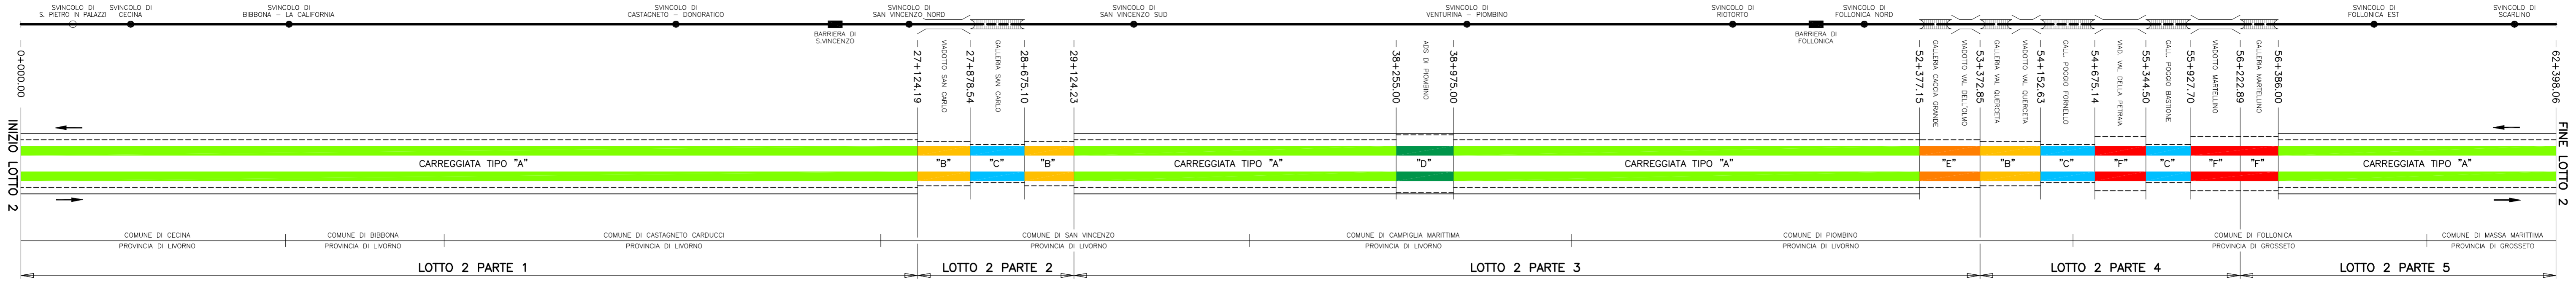 SVINCOLO DI
S. PIETRO IN PALAZZI
SVINCOLO DI
CECINA
SVINCOLO DI
BIBBONA – LA CALIFORNIA
SVINCOLO DI
CASTAGNETO – DONORATICO
BARRIERA DI
S.VINCENZO
SVINCOLO DI
SAN VINCENZO NORD
SVINCOLO DI
SAN VINCENZO SUD
SVINCOLO DI
VENTURINA – PIOMBINO
SVINCOLO DI
RIOTORTO
BARRIERA DI
FOLLONICA
SVINCOLO DI
FOLLONICA NORD
SVINCOLO DI
FOLLONICA EST
SVINCOLO DI
SCARLINO
0+000.00
27+124.19
VIADOTTO SAN CARLO
27+878.54
GALLERIA SAN CARLO
28+675.10
29+124.23
38+255.00
ADS DI PIOMBINO
38+975.00
52+377.15
GALLERIA CACCIA GRANDE
VIADOTTO VAL DELL'OLMO
53+372.85
GALLERIA VAL QUERCETA
VIADOTTO VAL QUERCETA
54+152.63
GALL. POGGIO FORNELLO
54+675.14
VIAD. VAL DELLA PETRAIA
55+344.50
GALL. POGGIO BASTIONE
55+927.70
VIADOTTO MARTELLINO
56+222.89
GALLERIA MARTELLINO
56+386.00
62+398.06
INIZIO LOTTO 2
CARREGGIATA TIPO "A"
"B"
"C"
"B"
CARREGGIATA TIPO "A"
"D"
CARREGGIATA TIPO "A"
"E"
"B"
"C"
"F"
"C"
"F"
"F"
CARREGGIATA TIPO "A"
FINE LOTTO 2
COMUNE DI CECINA
PROVINCIA DI LIVORNO
COMUNE DI BIBBONA
PROVINCIA DI LIVORNO
COMUNE DI CASTAGNETO CARDUCCI
PROVINCIA DI LIVORNO
COMUNE DI SAN VINCENZO
PROVINCIA DI LIVORNO
COMUNE DI CAMPIGLIA MARITTIMA
PROVINCIA DI LIVORNO
COMUNE DI PIOMBINO
PROVINCIA DI LIVORNO
COMUNE DI FOLLONICA
PROVINCIA DI GROSSETO
COMUNE DI MASSA MARITTIMA
PROVINCIA DI GROSSETO
LOTTO 2 PARTE 1
LOTTO 2 PARTE 2
LOTTO 2 PARTE 3
LOTTO 2 PARTE 4
LOTTO 2 PARTE 5